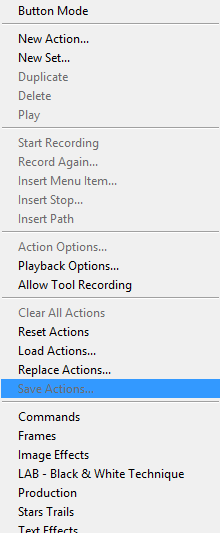 Button Mode
New Action...
New Set...
Duplicate
Delete
Play
Start Recording
Record Again...
Insert Menu Item...
Insert Stop...
Insert Path
Action Options...
Playback Options...
Allow Tool Recording
Clear All Actions
Reset Actions
Load Actions...
Replace Actions...
Save Actions...
Commands
Frames
Image Effects
LAB - Black & White Technique
Production
Stars Trails
Text Effects